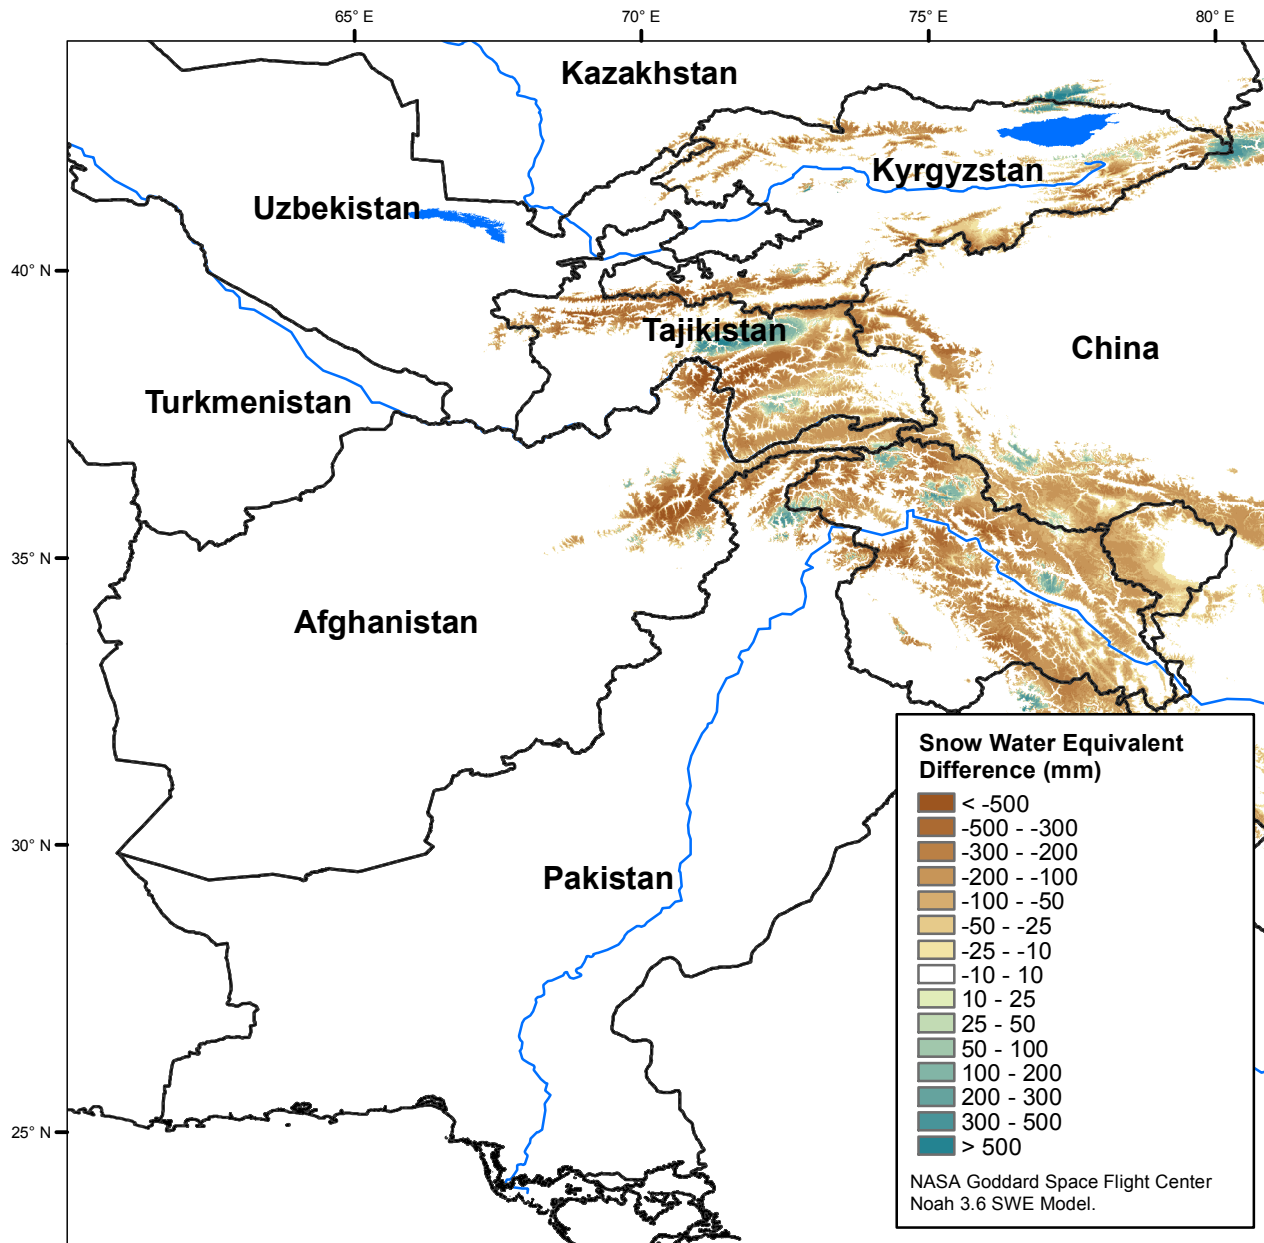 65° E
70° E
75° E
80° E
Kazakhstan
Kyrgyzstan
Uzbekistan
40° N
Tajikistan
China
Turkmenistan
35° N
Afghanistan
Snow Water Equivalent
Difference (mm)
< -500
-500 - -300
-300 - -200
-200 - -100
-100 - -50
-50 - -25
-25 - -10
-10 - 10
10 - 25
25 - 50
50 - 100
100 - 200
200 - 300
300 - 500
> 500
NASA Goddard Space Flight Center
Noah 3.6 SWE Model.
30° N
Pakistan
25° N